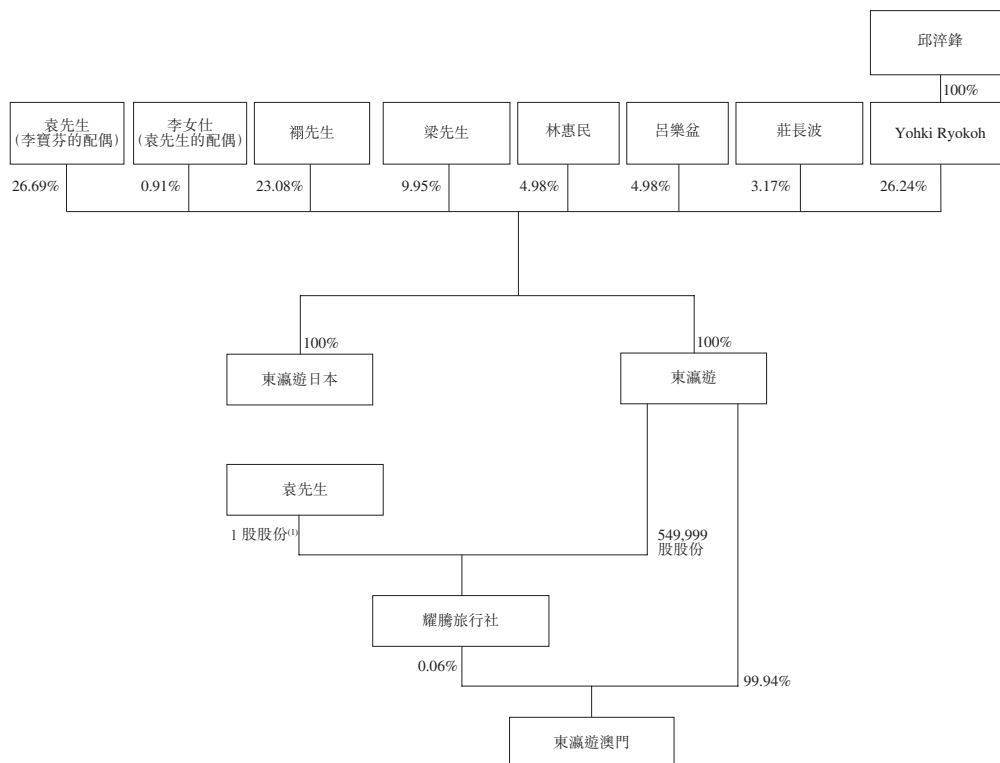 邱淬鋒
100%
袁先生
(李寶芬的配偶)
李女仕
(袁先生的配偶)
禤先生
梁先生
林惠民
呂樂盆
莊長波
Yohki Ryokoh
26.69%
0.91%
23.08%
9.95%
4.98%
4.98%
3.17%
26.24%
100%
100%
東瀛遊日本
東瀛遊
袁先生
1 股股份(1)
549,999
股股份
耀騰旅行社
0.06%
99.94%
東瀛遊澳門